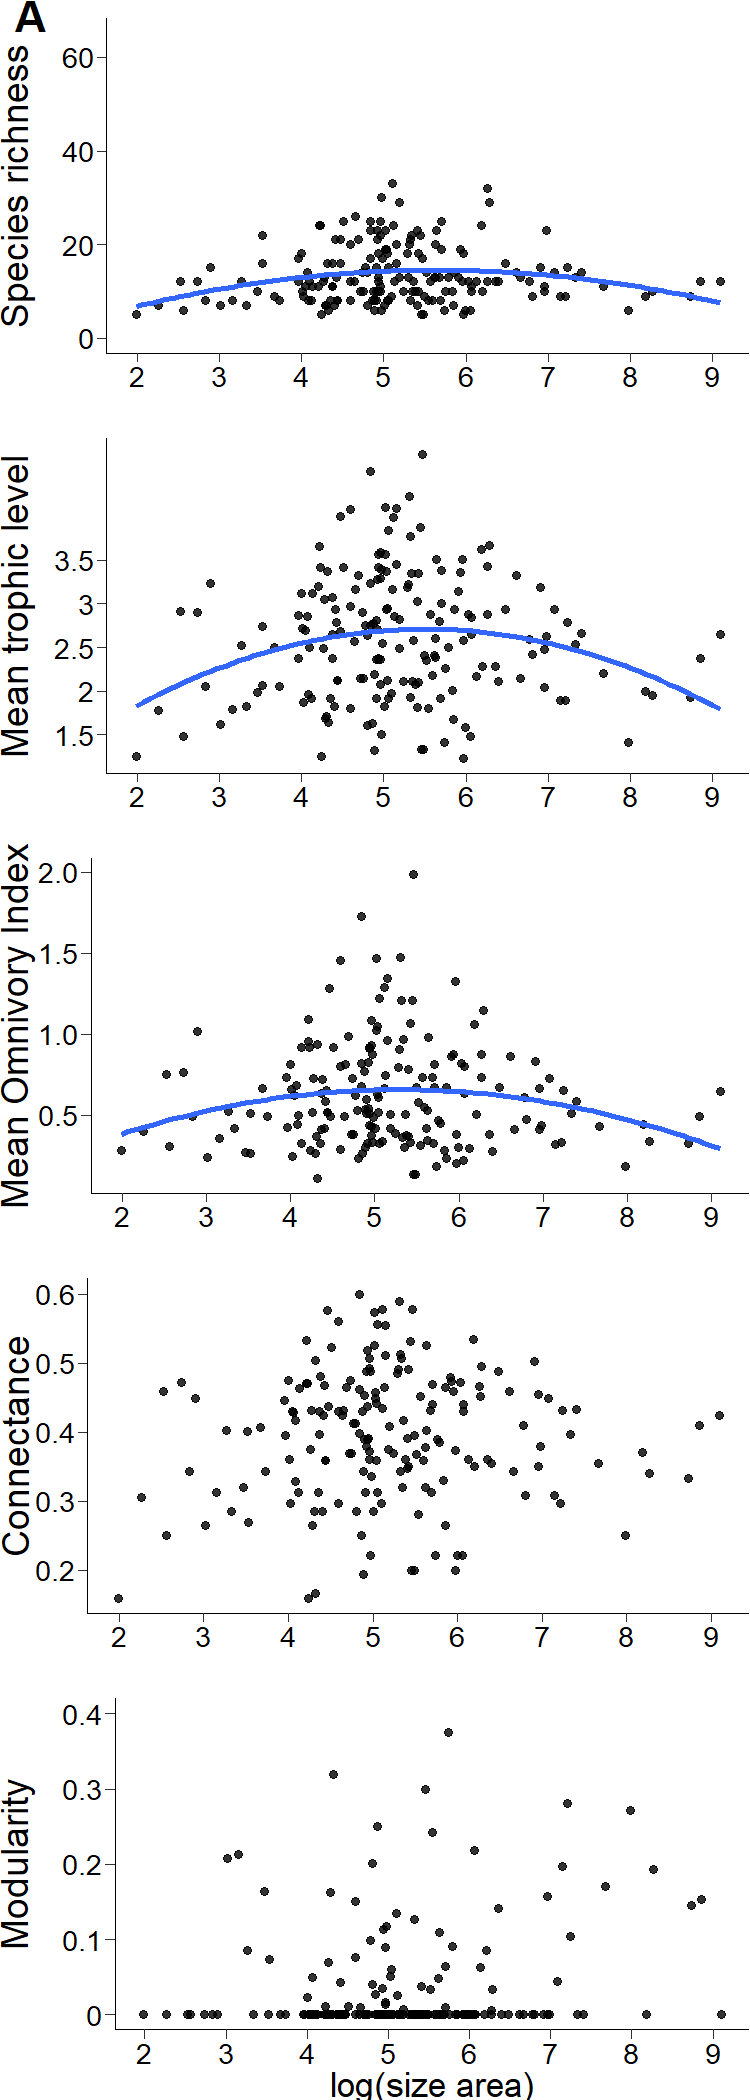 A
Species richness
60
40
20
0
2 3 4 5 6 7 8 9
Mean trophic level
3.5
3
2.5
2
1.5
2 3 4 5 6 7 8 9
Mean Omnivory Index
2.0
1.5
1.0
0.5
2 3 4 5 6 7 8 9
Connectance
0.6
0.5
0.4
0.3
0.2
2 3 4 5 6 7 8 9
Modularity
0.4
0.3
0.2
0.1
0
2 3 4 5 6 7 8 9
log(size area)